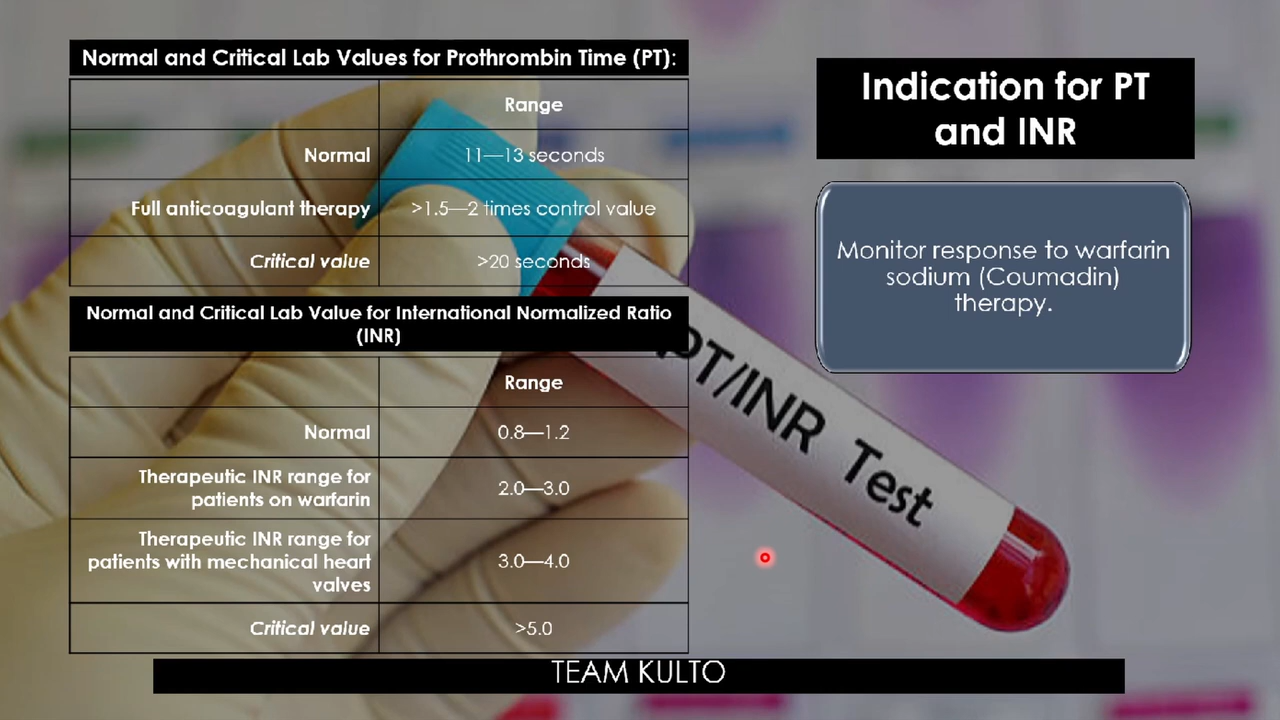 Normal and Critical Lab Values for Prothrombin Time (PT):
Range
Normal 11—13 seconds
Full anticoagulant therapy >1.5—2 times control value
Critical value >20 seconds
Normal and Critical Lab Value for International Normalized Ratio
(INR)
Range
Normal 0.8—1.2
Therapeutic INR range for
patients on warfarin 2.0—3.0
Therapeutic INR range for
patients with mechanical heart
valves 3.0—4.0
Critical value >5.0
Indication for PT
and INR
Monitor response to warfarin
sodium (Coumadin)
therapy.
PT/INR Test
TEAM KULTO